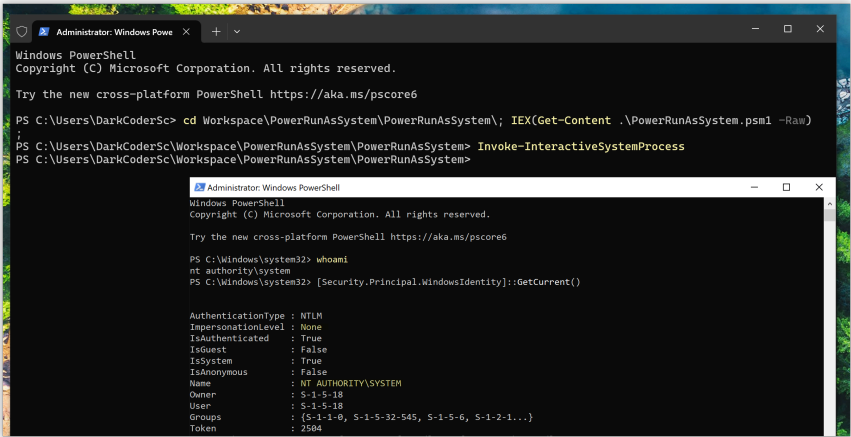 Administrator: Windows Powe
Windows PowerShell
Copyright (C) Microsoft Corporation. All rights reserved.
Try the new cross-platform PowerShell https://aka.ms/pscore6
PS C:\Users\DarkCoderSc> cd Workspace\PowerRunAsSystem\PowerRunAsSystem\; IEX(Get-Content .\PowerRunAsSystem.psm1 -Raw)
;
PS C:\Users\DarkCoderSc\Workspace\PowerRunAsSystem\PowerRunAsSystem> Invoke-InteractiveSystemProcess
PS C:\Users\DarkCoderSc\Workspace\PowerRunAsSystem\PowerRunAsSystem>
Administrator: Windows PowerShell
Windows PowerShell
Copyright (C) Microsoft Corporation. All rights reserved.
Try the new cross-platform PowerShell https://aka.ms/pscore6
PS C:\Windows\system32> whoami
nt authority\system
PS C:\Windows\system32> [Security.Principal.WindowsIdentity]::GetCurrent()
AuthenticationType : NTLM
ImpersonationLevel : None
IsAuthenticated : True
IsGuest : False
IsSystem : True
IsAnonymous : False
Name : NT AUTHORITY\SYSTEM
Owner : S-1-5-18
User : S-1-5-18
Groups : {S-1-1-0, S-1-5-32-545, S-1-5-6, S-1-2-1...}
Token : 2504